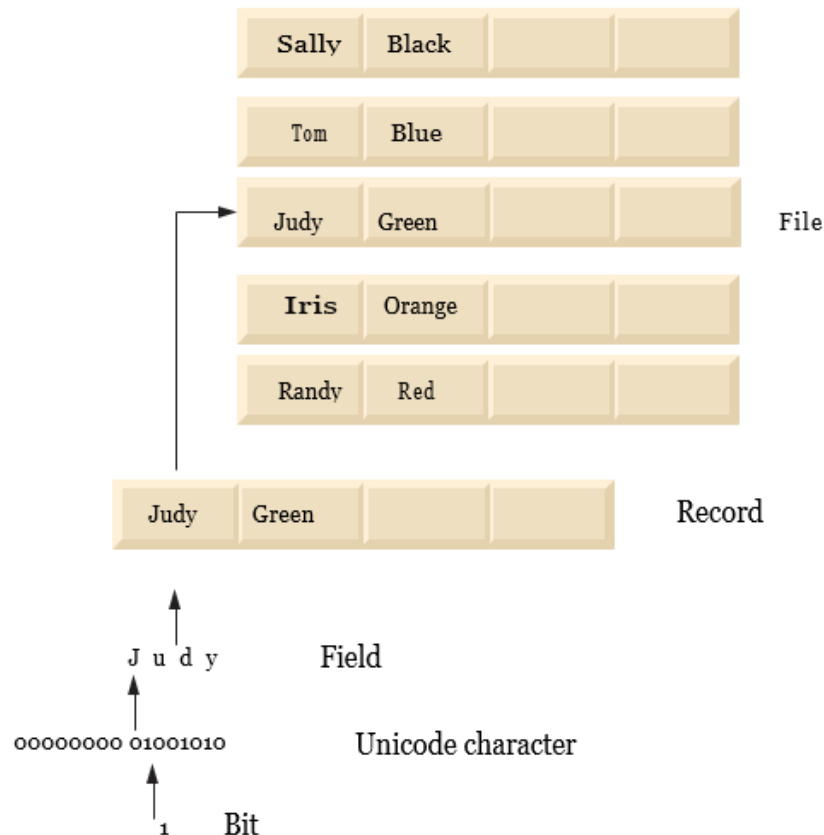 Sally Black
Tom Blue
Judy Green File
Iris Orange
Randy Red
Judy Green Record
J u d y Field
00000000 01001010 Unicode character
1 Bit